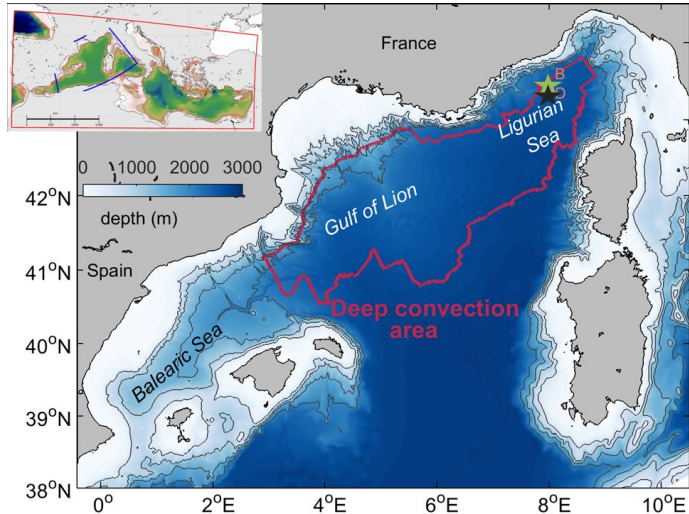 France
B
C
Ligurian
Sea
0 1000 2000 3000
depth (m)
Gulf of Lion
42°N
41°N
Spain
Deep convection
area
40°N
Balearic Sea
39°N
38°N
0° 2°E 4°E 6°E 8°E 10°E